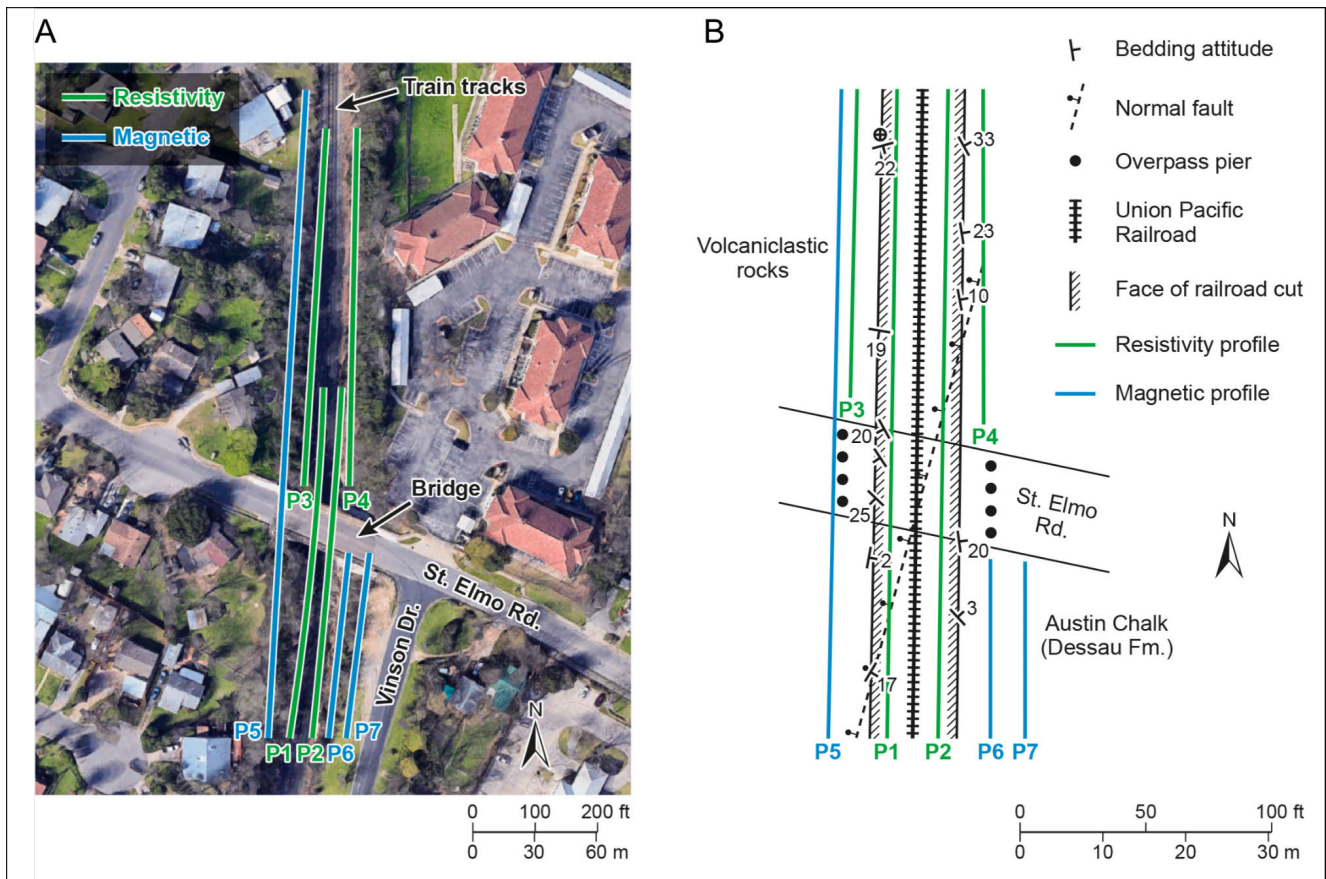 A
Resistivity
Magnetic
Train tracks
P3
P4
Bridge
St. Elmo Rd.
Vinson Dr.
P5
P1
P2
P6
P7
N
0 100 200 ft
0 30 60 m
B
Bedding attitude
Normal fault
Overpass pier
Union Pacific
Railroad
Face of railroad cut
Resistivity profile
Magnetic profile
Volcaniclastic
rocks
22
33
23
10
19
P3
20
P4
25
St. Elmo
Rd.
2
20
3
17
N
Austin Chalk
(Dessau Fm.)
P5
P1
P2
P6
P7
0 50 100 ft
0 10 20 30 m